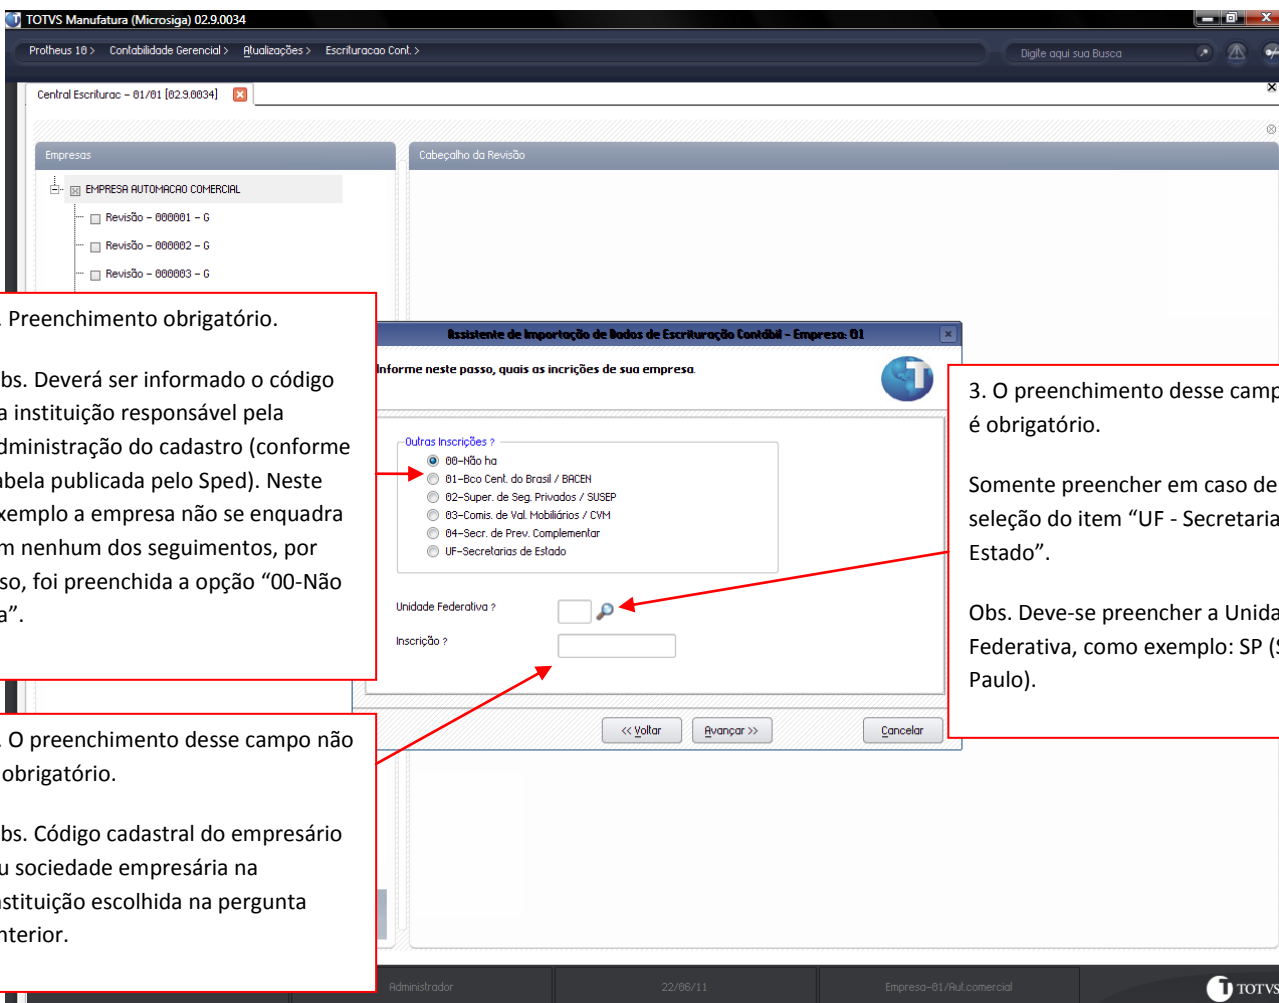 TOTVS Manufatura (Microsiga) 02.9.0034
Protheus 10 > Contabilidade Gerencial > Atualizações > Escrituracao Cont. >
Digite aqui sua Busca
Central Escriturac - 01/01 [02.9.0034]
Empresas
Cabeçalho da Revisão
EMPRESA AUTOMACAO COMERCIAL
Revisão - 000001 - G
Revisão - 000002 - G
Revisão - 000003 - G
. Preenchimento obrigatório.
bs. Deverá ser informado o código
a instituição responsável pela
dministração do cadastro (conforme
abela publicada pelo Sped). Neste
xemplo a empresa não se enquadra
m nenhum dos seguimentos, por
so, foi preenchida a opção “00-Não
a”.
Assistente de Importação de Dados de Escrituração Contábil - Empresa: 01
Informe neste passo, quais as incrições de sua empresa.
Outras Inscrições ?
00-Não ha
01-Bco Cent. do Brasil / BACEN
02-Super. de Seg. Privados / SUSEP
03-Comis. de Val. Mobiliários / CVM
04-Secr. de Prev. Complementar
UF-Secretarias de Estado
Unidade Federativa ?
Inscrição ?
<< Voltar
Avançar >>
Cancelar
3. O preenchimento desse camp
é obrigatório.
Somente preencher em caso de
seleção do item “UF - Secretaria
Estado”.
Obs. Deve-se preencher a Unida
Federativa, como exemplo: SP (S
Paulo).
. O preenchimento desse campo não
obrigatório.
bs. Código cadastral do empresário
u sociedade empresária na
nstituição escolhida na pergunta
nterior.
Administrador
22/06/11
Empresa-01/Aut.comercial
TOTVS